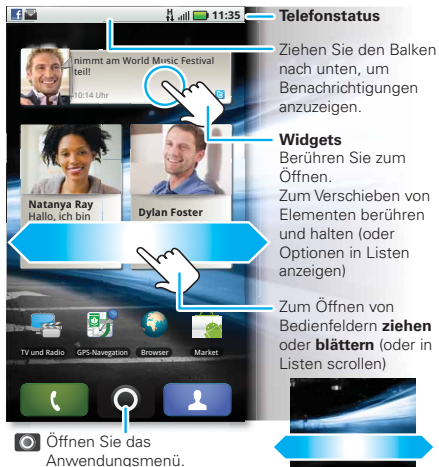 11:35
Telefonstatus
Ziehen Sie den Balken
nach unten, um
Benachrichtigungen
anzuzeigen.
nimmt am World Music Festival
teil!
10:14 Uhr
Widgets
Berühren Sie zum
Öffnen.
Zum Verschieben von
Elementen berühren
und halten (oder
Optionen in Listen
anzeigen)
Natanya Ray
Hallo, ich bin
Dylan Foster
Zum Öffnen von
Bedienfeldern ziehen
oder blättern (oder in
Listen scrollen)
TV und Radio
GPS-Navegation
Browser
Market
Öffnen Sie das
Anwendungsmenü.